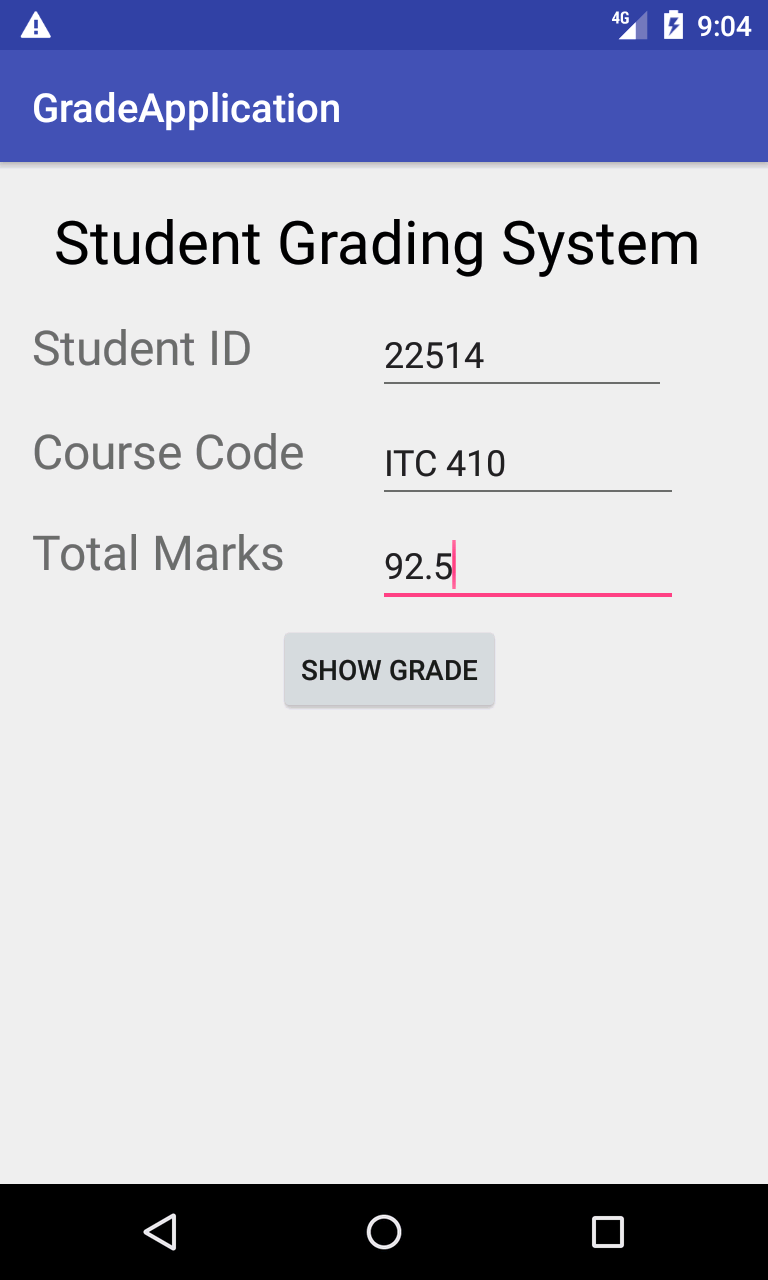 4G 9:04
GradeApplication
Student Grading System
Student ID 22514
Course Code ITC 410
Total Marks 92.5
SHOW GRADE